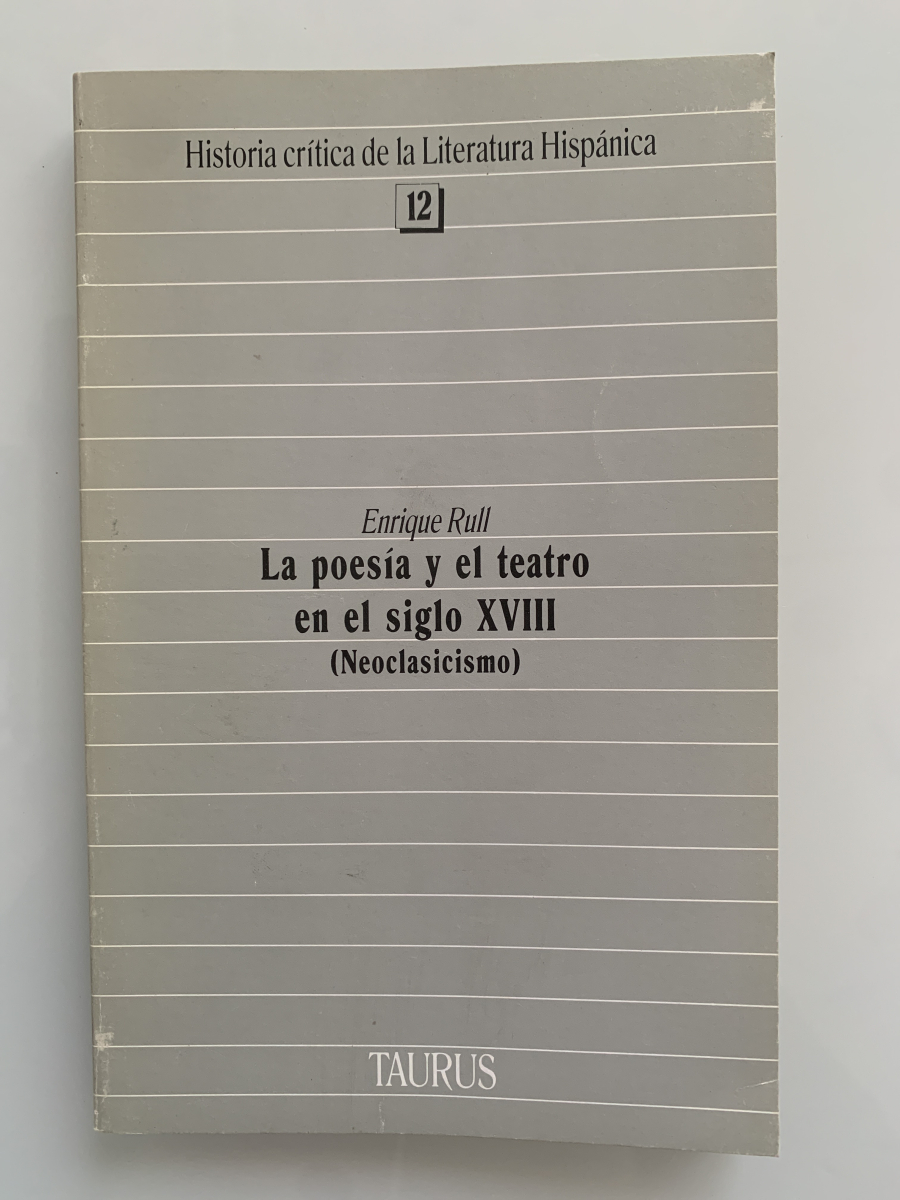 Historia crítica de la Literatura Hispánica
12
Enrique Rull
La poesía y el teatro
en el siglo XVIII
(Neoclasicismo)
TAURUS